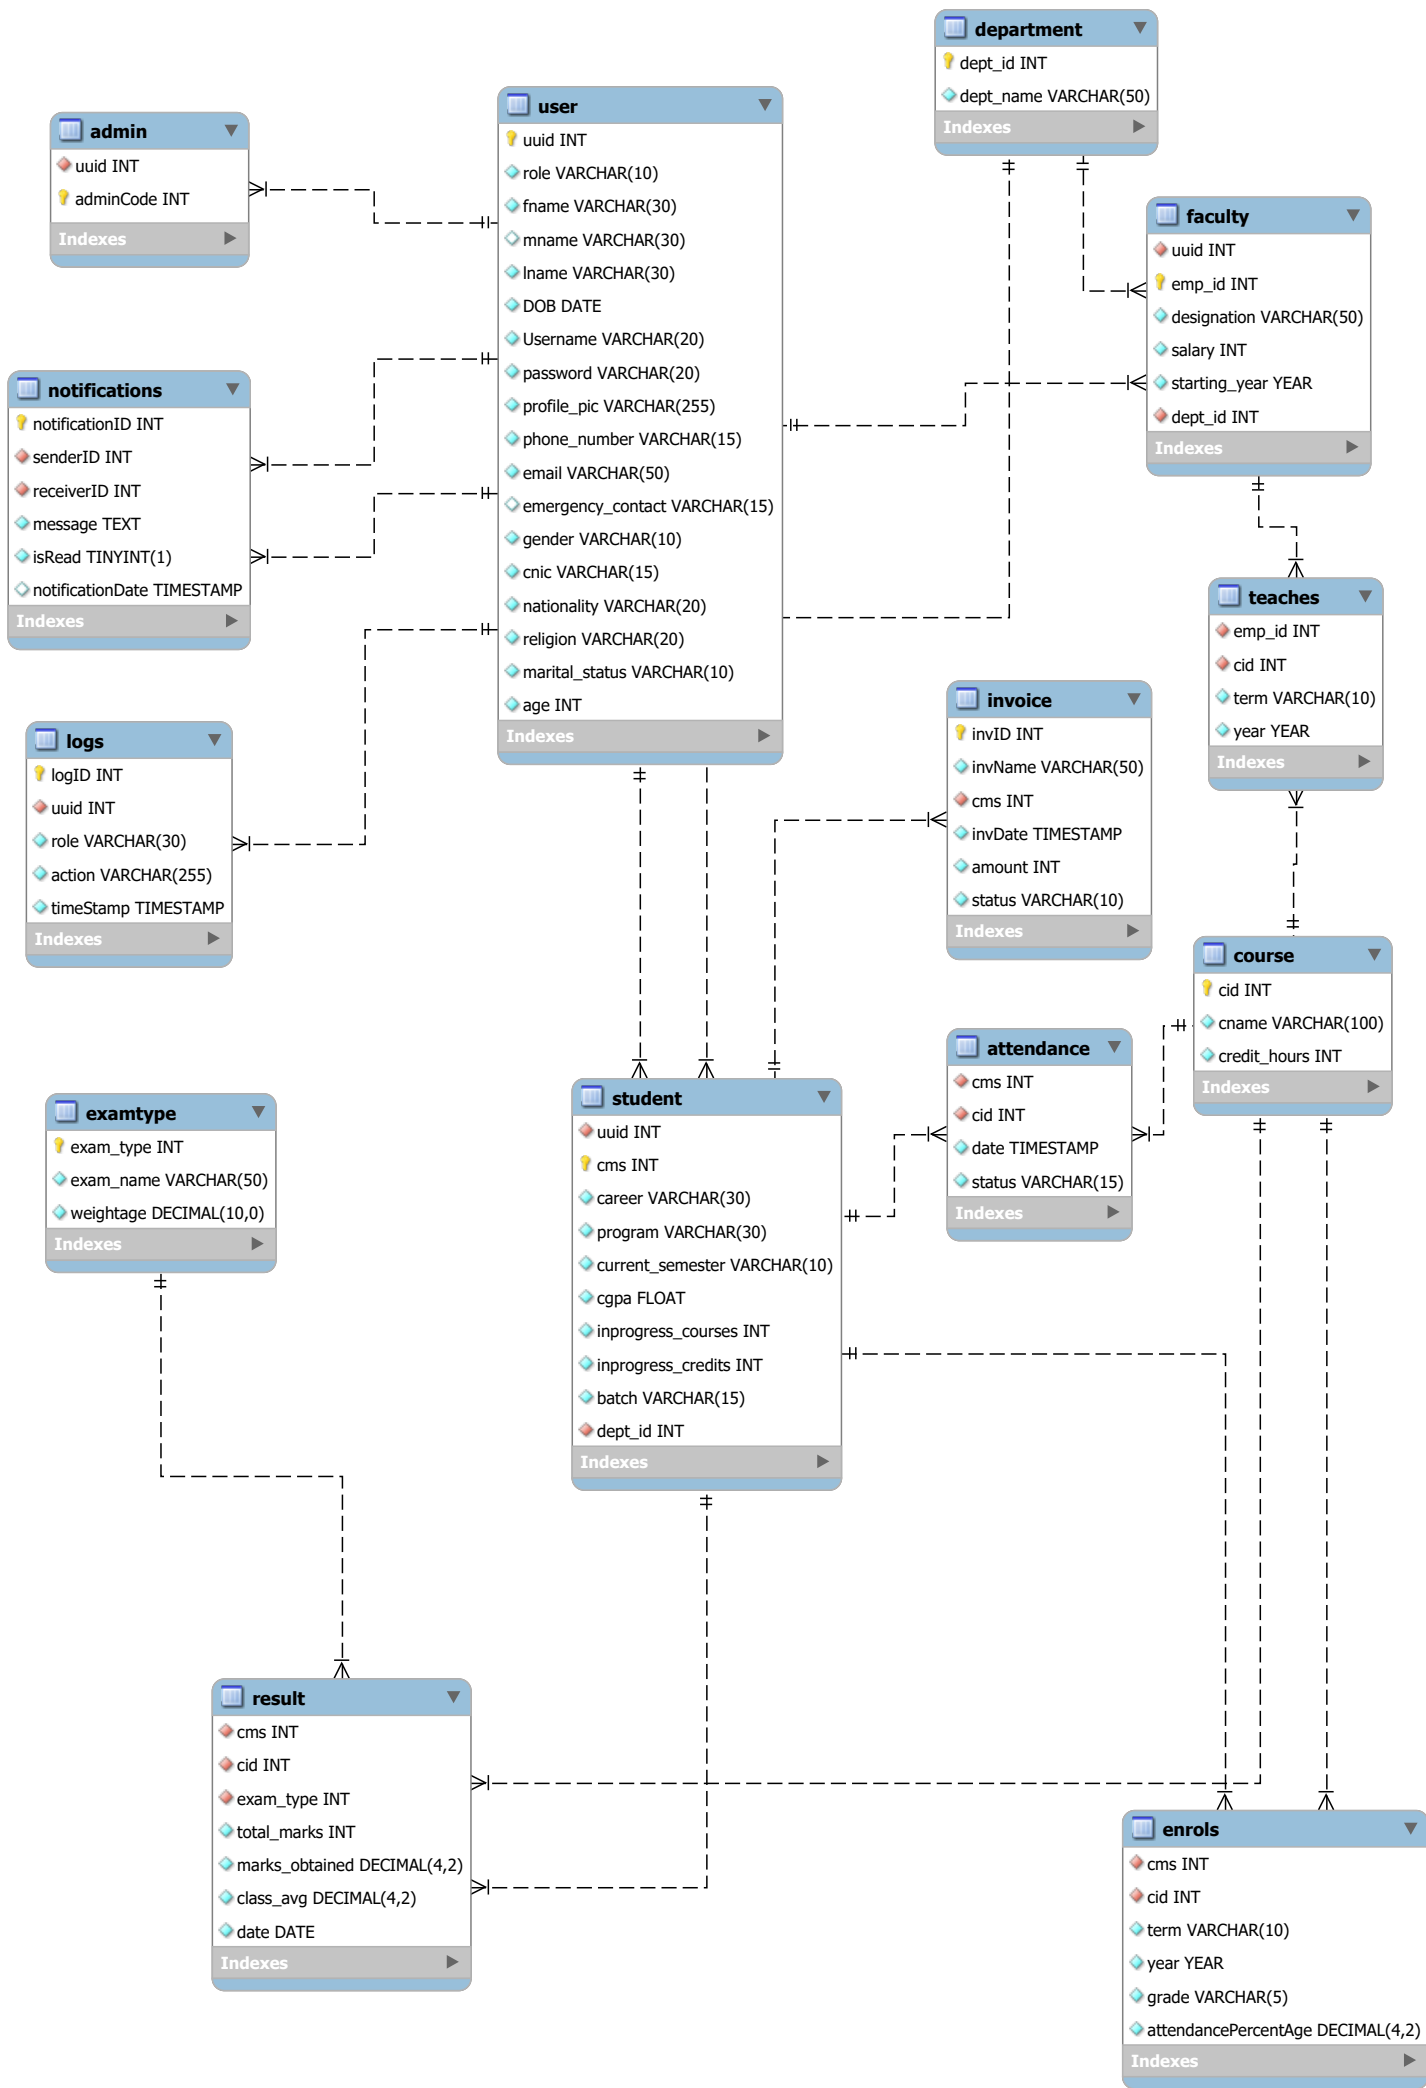 department
dept_id INT
dept_name VARCHAR(50)
Indexes
user
uuid INT
role VARCHAR(10)
fname VARCHAR(30)
mname VARCHAR(30)
lname VARCHAR(30)
DOB DATE
Username VARCHAR(20)
password VARCHAR(20)
profile_pic VARCHAR(255)
phone_number VARCHAR(15)
email VARCHAR(50)
emergency_contact VARCHAR(15)
gender VARCHAR(10)
cnic VARCHAR(15)
nationality VARCHAR(20)
religion VARCHAR(20)
marital_status VARCHAR(10)
age INT
Indexes
admin
uuid INT
adminCode INT
Indexes
faculty
uuid INT
emp_id INT
designation VARCHAR(50)
salary INT
starting_year YEAR
dept_id INT
Indexes
notifications
notificationID INT
senderID INT
receiverID INT
message TEXT
isRead TINYINT(1)
notificationDate TIMESTAMP
Indexes
teaches
emp_id INT
cid INT
term VARCHAR(10)
year YEAR
Indexes
invoice
invID INT
invName VARCHAR(50)
cms INT
invDate TIMESTAMP
amount INT
status VARCHAR(10)
Indexes
logs
logID INT
uuid INT
role VARCHAR(30)
action VARCHAR(255)
timeStamp TIMESTAMP
Indexes
course
cid INT
cname VARCHAR(100)
credit_hours INT
Indexes
attendance
cms INT
cid INT
date TIMESTAMP
status VARCHAR(15)
Indexes
student
uuid INT
cms INT
career VARCHAR(30)
program VARCHAR(30)
current_semester VARCHAR(10)
cgpa FLOAT
inprogress_courses INT
inprogress_credits INT
batch VARCHAR(15)
dept_id INT
Indexes
examtype
exam_type INT
exam_name VARCHAR(50)
weightage DECIMAL(10,0)
Indexes
result
cms INT
cid INT
exam_type INT
total_marks INT
marks_obtained DECIMAL(4,2)
class_avg DECIMAL(4,2)
date DATE
Indexes
enrols
cms INT
cid INT
term VARCHAR(10)
year YEAR
grade VARCHAR(5)
attendancePercentAge DECIMAL(4,2)
Indexes